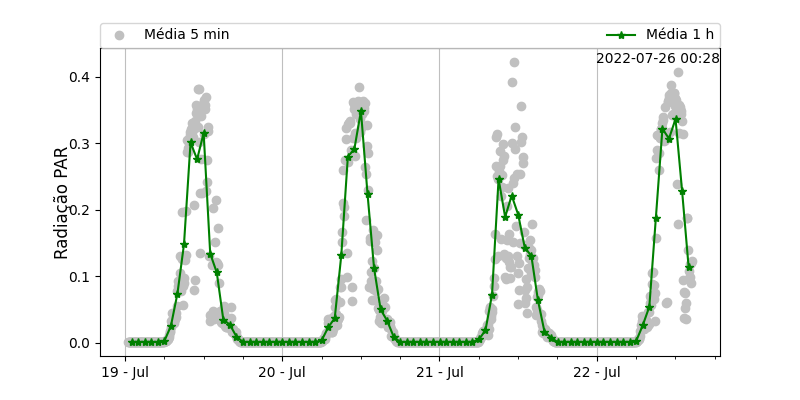 Média 5 min
Média 1 h
2022-07-26 00:28
Radiação PAR
0.4
0.3
0.2
0.1
0.0
19 - Jul
20 - Jul
21 - Jul
22 - Jul